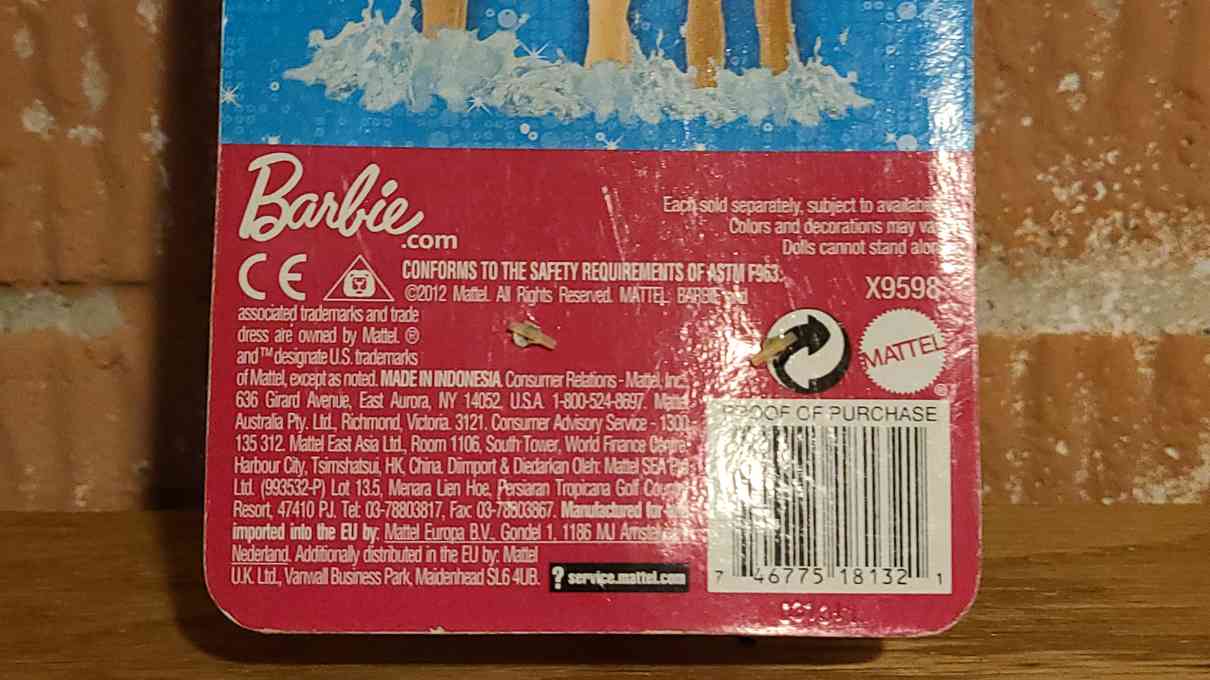 Barbie
.com
Each sold separately, subject to
Colors and decorations may
Dolls cannot stand
CE
CONFORMS TO THE SAFETY REQUIREMENTS OF ASTM F963.
©2012 Mattel. All Rights Reserved. MATTEL, BARBIE and
X9598
associated trademarks and trade
dress are owned by Mattel. ®
and ™ designate U.S. trademarks
of Mattel, except as noted. MADE IN INDONESIA. Consumer Relations - Mattel, Inc.,
636 Girard Avenue, East Aurora, NY 14052, U.S.A. 1-800-524-8697. Mattel
Australia Pty. Ltd., Richmond, Victoria. 3121. Consumer Advisory Service - 1300
135 312. Mattel East Asia Ltd., Room 1106, South Tower, World Finance Centre,
Harbour City, Tsimshatsui, HK, China. Diimport & Diedarkan Oleh: Mattel SEA
Ltd. (993532-P) Lot 13.5, Menara Lien Hoe, Persiaran Tropicana Golf
Resort, 47410 PJ. Tel: 03-78803817, Fax: 03-78803867. Manufactured for
imported into the EU by: Mattel Europa B.V., Gondel 1, 1186 MJ
Nederland. Additionally distributed in the EU by: Mattel
U.K. Ltd., Vanwall Business Park, Maidenhead SL6 4UB.
? service.mattel.com
MATTEL
®
PROOF OF PURCHASE
7 46775 18132 1